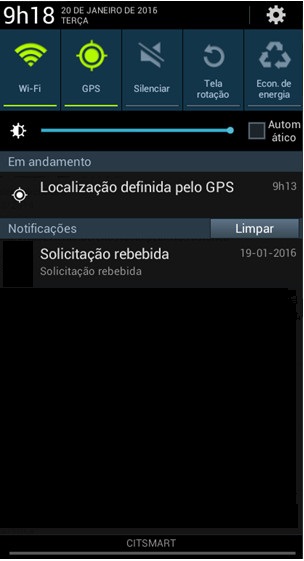 9h18 20 DE JANEIRO DE 2016
TERÇA
Wi-Fi GPS Silenciar Tela rotação Econ. de energia
Autom ático
Em andamento
Localização definida pelo GPS 9h13
Notificações Limpar
Solicitação rebebida 19-01-2016
Solicitação rebebida
CITSMART